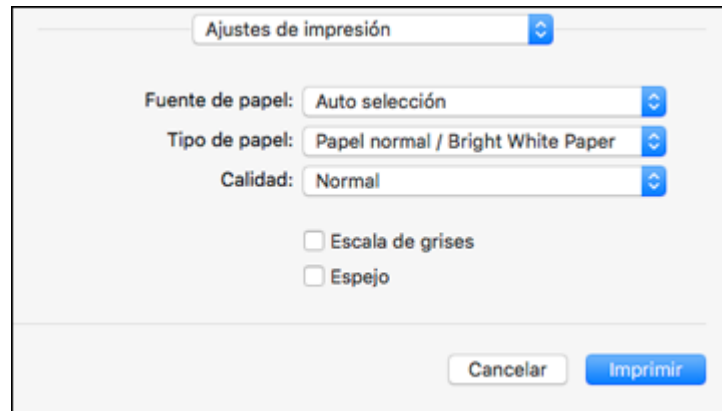 Ajustes de impresión
Fuente de papel: Auto selección
Tipo de papel: Papel normal / Bright White Paper
Calidad: Normal
Escala de grises
Espejo
Cancelar Imprimir